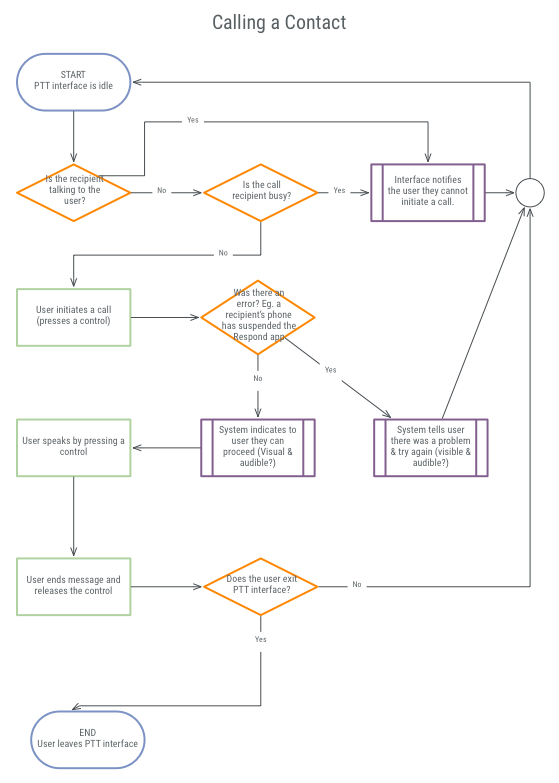 Calling a Contact
START
PTT interface is idle
Yes
Is the recipient
talking to the
user?
No
Is the call
recipient busy?
Yes
Interface notifies
the user they cannot
initiate a call.
No
User initiates a call
(presses a control)
Was there an
error? Eg. a
recipient's phone
has suspended the
Respond app.
Yes
No
User speaks by pressing a
control
System indicates to
user they can
proceed (Visual &
audible?)
System tells user
there was a problem
& try again (visible &
audible?)
User ends message and
releases the control
Does the user exit
PTT interface?
No
Yes
END
User leaves PTT interface